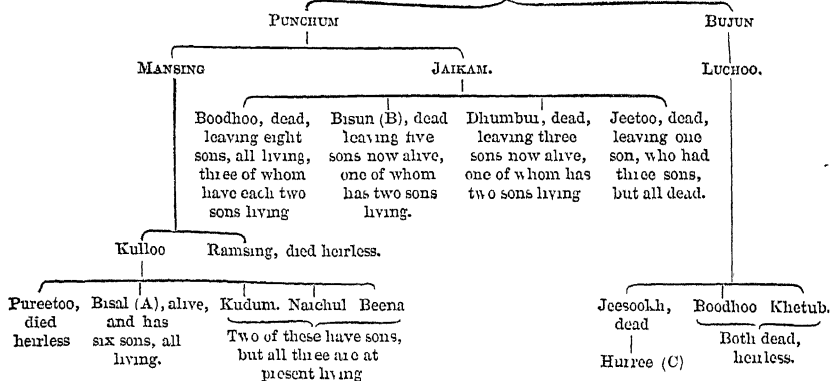 PUNCHUM BUJUN
MANSING JAIKAM. LUCHOO.
Boodhoo, dead,
leaving eight
sons, all living,
three of whom
have each two
sons living
Bisun (B), dead
leaving five
sons now alive,
one of whom
has two sons
living.
Dhumbui, dead,
leaving three
sons now alive,
one of whom has
two sons living
Jeetoo, dead,
leaving one
son, who had
three sons,
but all dead.
Kulloo Ramsing, died heirless.
Pureetoo,
died
heirless
Bisal (A), alive,
and has
six sons, all
living.
Kudum. Naichul Beena
Two of these have sons,
but all three are at
present living
Jeesookh,
dead
Hurree (C)
Boodhoo Khetub.
Both dead,
heirless.